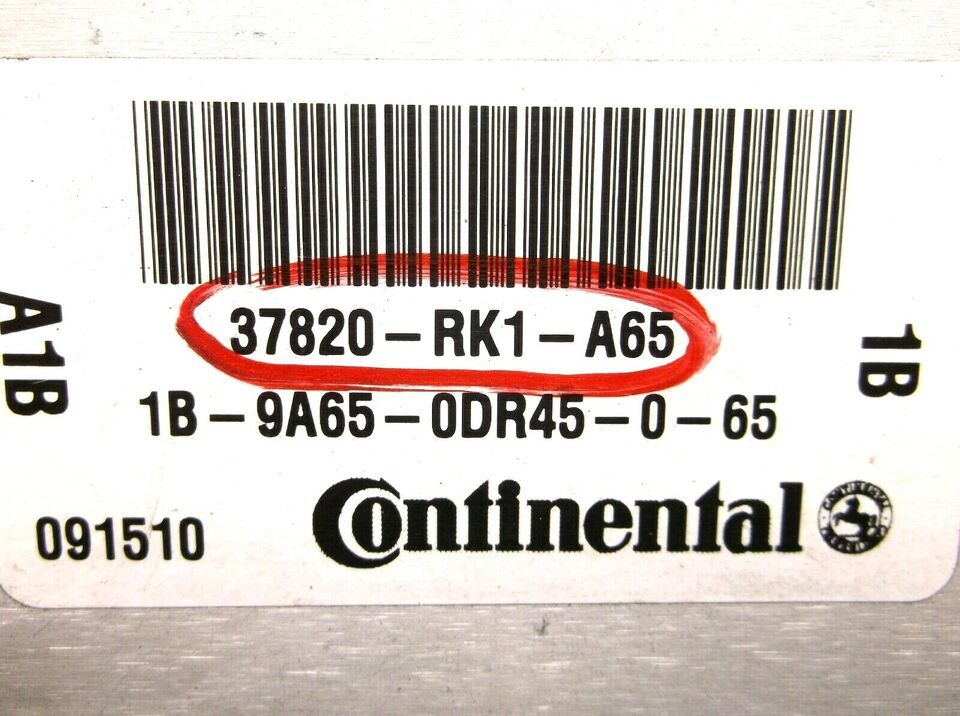 37820-RK1-A65
1B-9A65-0DR45-0-65
A1B
1B
091510
Continental